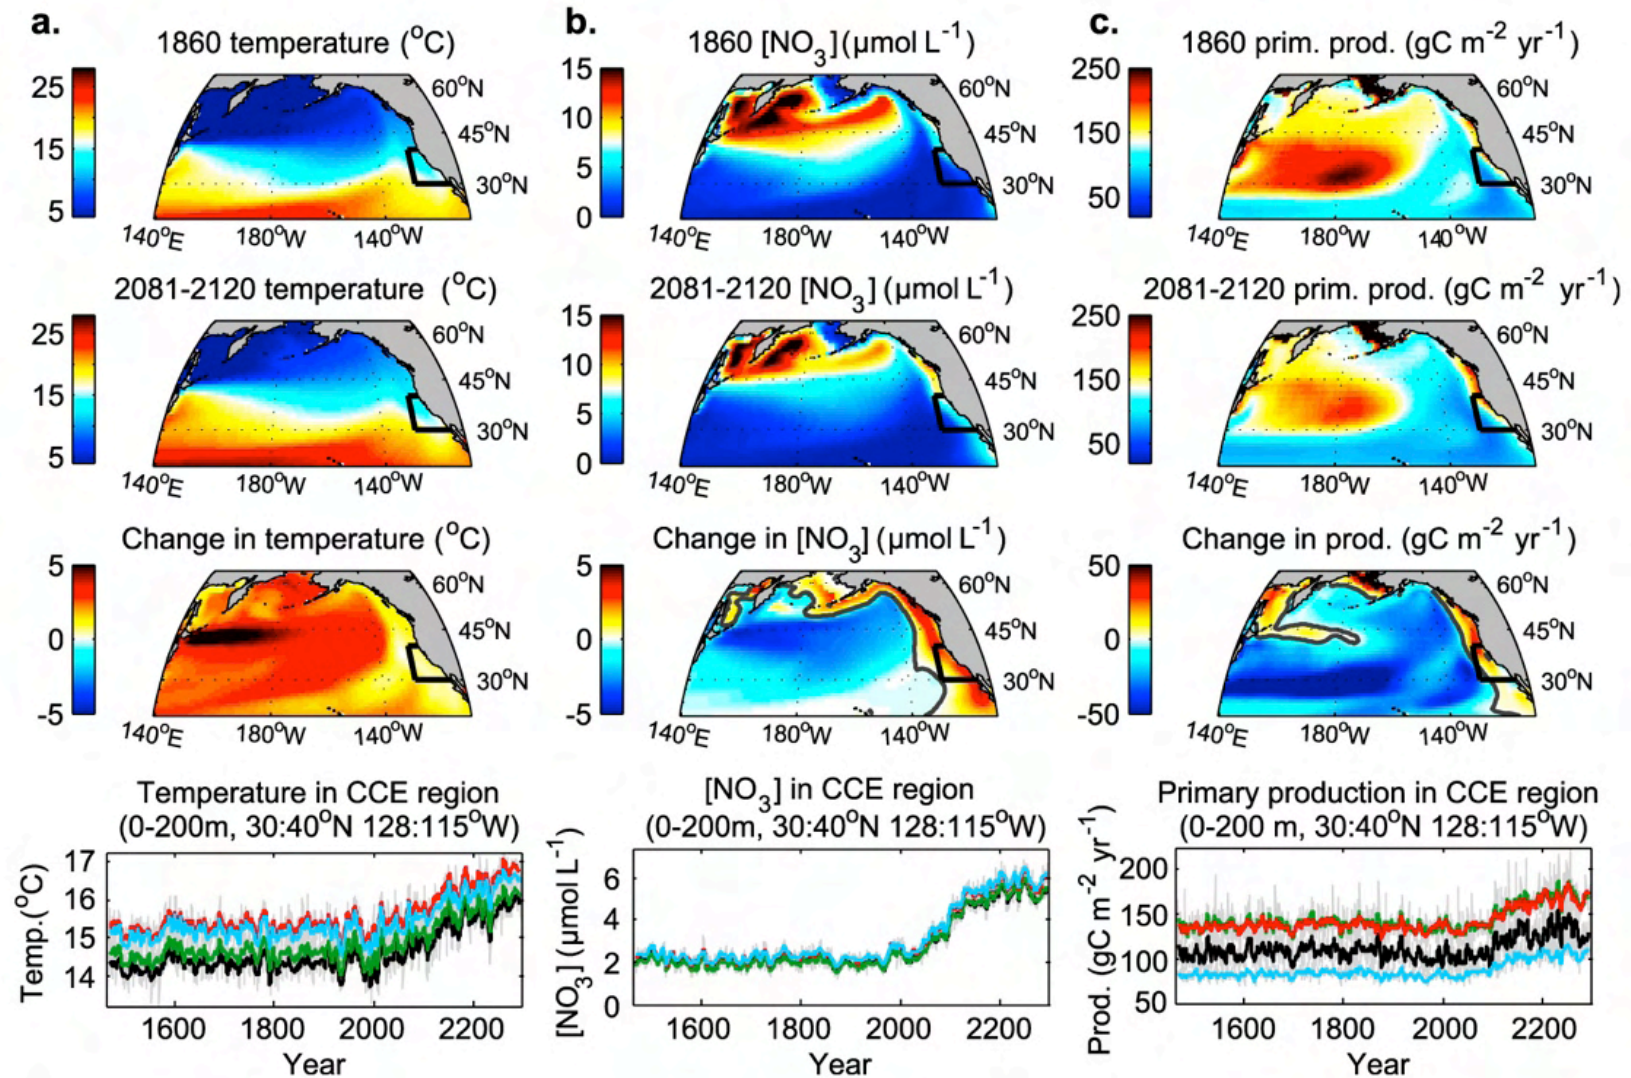 a.
1860 temperature (°C)
25
15
5
60°N
45°N
30°N
140°E
180°W
140°W
2081-2120 temperature (°C)
25
15
5
60°N
45°N
30°N
140°E
180°W
140°W
Change in temperature (°C)
5
0
-5
60°N
45°N
30°N
140°E
180°W
140°W
Temperature in CCE region
(0-200m, 30:40°N 128:115°W)
Temp.(°C)
17
16
15
14
1600
1800
2000
2200
Year
b.
1860 [NO₃] (µmol L⁻¹)
15
10
5
0
60°N
45°N
30°N
140°E
180°W
140°W
2081-2120 [NO₃] (µmol L⁻¹)
15
10
5
0
60°N
45°N
30°N
140°E
180°W
140°W
Change in [NO₃] (µmol L⁻¹)
5
0
-5
60°N
45°N
30°N
140°E
180°W
140°W
[NO₃] in CCE region
(0-200m, 30:40°N 128:115°W)
[NO₃] (µmol L⁻¹)
6
4
2
0
1600
1800
2000
2200
Year
c.
1860 prim. prod. (gC m⁻² yr⁻¹)
250
150
50
60°N
45°N
30°N
140°E
180°W
140°W
2081-2120 prim. prod. (gC m⁻² yr⁻¹)
250
150
50
60°N
45°N
30°N
140°E
180°W
140°W
Change in prod. (gC m⁻² yr⁻¹)
50
0
-50
60°N
45°N
30°N
140°E
180°W
140°W
Primary production in CCE region
(0-200 m, 30:40°N 128:115°W)
Prod. (gC m⁻² yr⁻¹)
200
150
100
50
1600
1800
2000
2200
Year